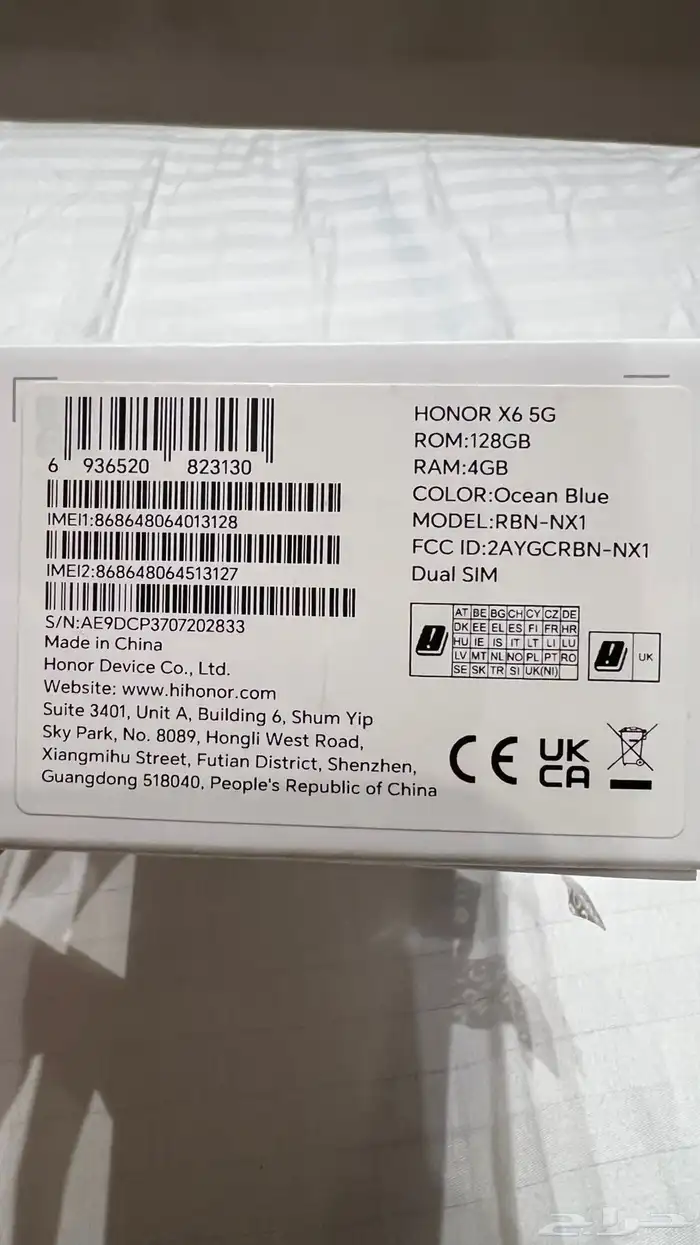 6 936520 823130
IMEI1:868648064013128
IMEI2:868648064513127
S/N:AE9DCP3707202833
Made in China
Honor Device Co., Ltd.
Website: www.hihonor.com
Suite 3401, Unit A, Building 6, Shum Yip
Sky Park, No. 8089, Hongli West Road,
Xiangmihu Street, Futian District, Shenzhen,
Guangdong 518040, People's Republic of China
HONOR X6 5G
ROM:128GB
RAM:4GB
COLOR:Ocean Blue
MODEL:RBN-NX1
FCC ID:2AYGCRBN-NX1
Dual SIM
AT BE BG CH CY CZ DE
DK EE EL ES FI FR HR
HU IE IS IT LT LI LU
LV MT NL NO PL PT RO
SE SK TR SI UK(NI)
UK
CE
UK
CA
حراج